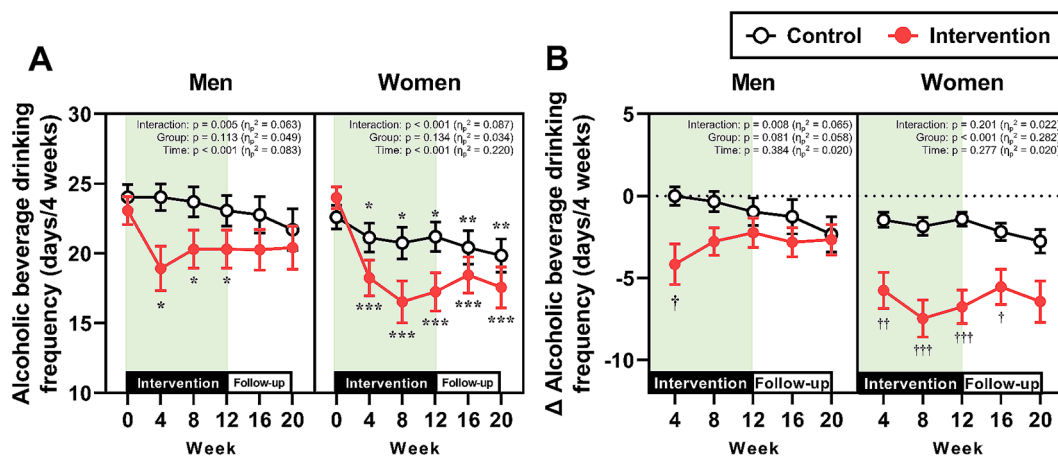 Control Intervention
A
Men Women
Alcoholic beverage drinking
frequency (days/4 weeks)
30
25
20
15
10
Interaction: p = 0.005 (ηp² = 0.063)
Group: p = 0.113 (ηp² = 0.049)
Time: p < 0.001 (ηp² = 0.083)
* * *
Intervention Follow-up
0 4 8 12 16 20
Week
Interaction: p < 0.001 (ηp² = 0.087)
Group: p = 0.134 (ηp² = 0.034)
Time: p < 0.001 (ηp² = 0.220)
* * * ** **
*** *** *** *** ***
Intervention Follow-up
0 4 8 12 16 20
Week
B
Men Women
Δ Alcoholic beverage drinking
frequency (days/4 weeks)
5
0
-5
-10
Interaction: p = 0.008 (ηp² = 0.065)
Group: p = 0.081 (ηp² = 0.058)
Time: p = 0.384 (ηp² = 0.020)
†
Intervention Follow-up
4 8 12 16 20
Week
Interaction: p = 0.201 (ηp² = 0.022)
Group: p < 0.001 (ηp² = 0.282)
Time: p = 0.277 (ηp² = 0.020)
†† ††† ††† †
Intervention Follow-up
4 8 12 16 20
Week